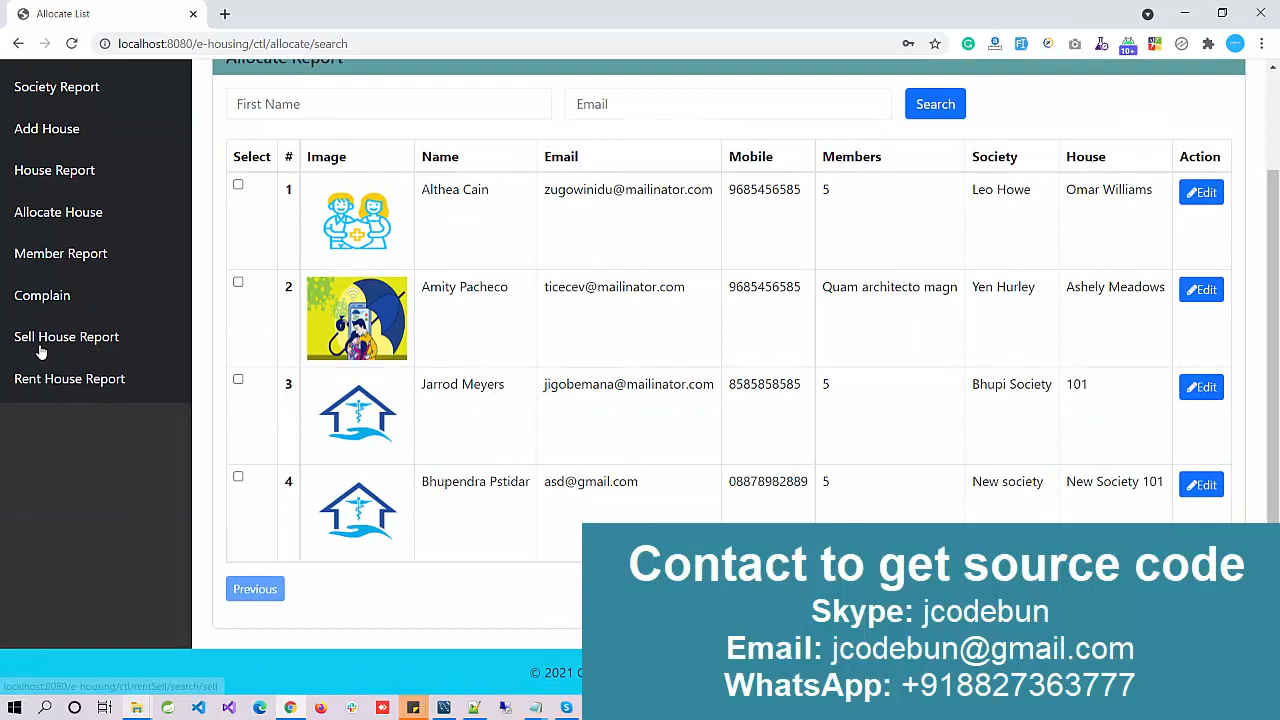 Allocate List
localhost:8080/e-housing/ctl/allocate/search
10+
Society Report
Add House
House Report
Allocate House
Member Report
Complain
Sell House Report
Rent House Report
Allocate Report
First Name
Email
Search
Select # Image Name Email Mobile Members Society House Action
1 Althea Cain zugowinidu@mailinator.com 9685456585 5 Leo Howe Omar Williams Edit
2 Amity Pacheco ticecev@mailinator.com 9685456585 Quam architecto magn Yen Hurley Ashely Meadows Edit
3 Jarrod Meyers jigobemana@mailinator.com 8585858585 5 Bhupi Society 101 Edit
4 Bhupendra Pstidar asd@gmail.com 08878982889 5 New society New Society 101 Edit
Previous
© 2021 C
localhost:8080/e-housing/ctl/rentSell/search/sell
Contact to get source code
Skype: jcodebun
Email: jcodebun@gmail.com
WhatsApp: +918827363777